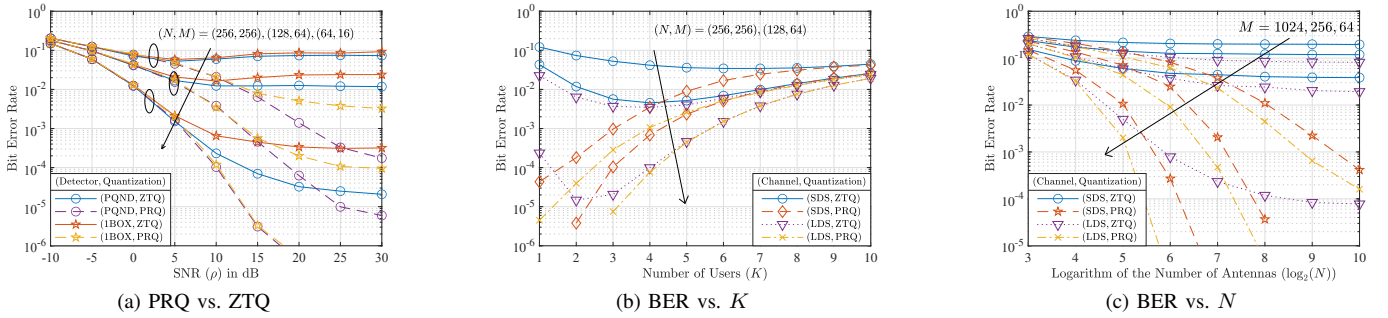 (N, M) = (256, 256), (128, 64), (64, 16)
Bit Error Rate
10^0
10^-1
10^-2
10^-3
10^-4
10^-5
10^-6
(Detector, Quantization)
(PQND, ZTQ)
(PQND, PRQ)
(1BOX, ZTQ)
(1BOX, PRQ)
-10 -5 0 5 10 15 20 25 30
SNR (ρ) in dB
(a) PRQ vs. ZTQ
(N, M) = (256, 256), (128, 64)
Bit Error Rate
10^0
10^-1
10^-2
10^-3
10^-4
10^-5
10^-6
(Channel, Quantization)
(SDS, ZTQ)
(SDS, PRQ)
(LDS, ZTQ)
(LDS, PRQ)
1 2 3 4 5 6 7 8 9 10
Number of Users (K)
(b) BER vs. K
M = 1024, 256, 64
Bit Error Rate
10^0
10^-1
10^-2
10^-3
10^-4
10^-5
(Channel, Quantization)
(SDS, ZTQ)
(SDS, PRQ)
(LDS, ZTQ)
(LDS, PRQ)
3 4 5 6 7 8 9 10
Logarithm of the Number of Antennas (log₂(N))
(c) BER vs. N